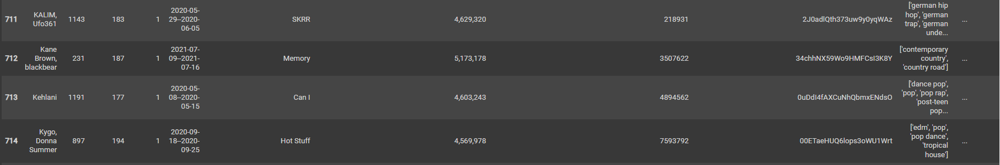 711 KALIM, Ufo361 1143 183 1 2020-05-29--2020-06-05 SKRR 4,629,320 218931 2J0adlQth373uw9y0yqWAz ['german hip hop', 'german trap', 'german unde... ...
712 Kane Brown, blackbear 231 187 1 2021-07-09--2021-07-16 Memory 5,173,178 3507622 34chhNX59Wo9HMFCsI3K8Y ['contemporary country', 'country road'] ...
713 Kehlani 1191 177 1 2020-05-08--2020-05-15 Can I 4,603,243 4894562 0uDdI4fAXCuNhQbmxENdsO ['dance pop', 'pop', 'pop rap', 'post-teen pop... ...
714 Kygo, Donna Summer 897 194 1 2020-09-18--2020-09-25 Hot Stuff 4,569,978 7593792 00ETaeHUQ6lops3oWU1Wrt ['edm', 'pop', 'pop dance', 'tropical house'] ...